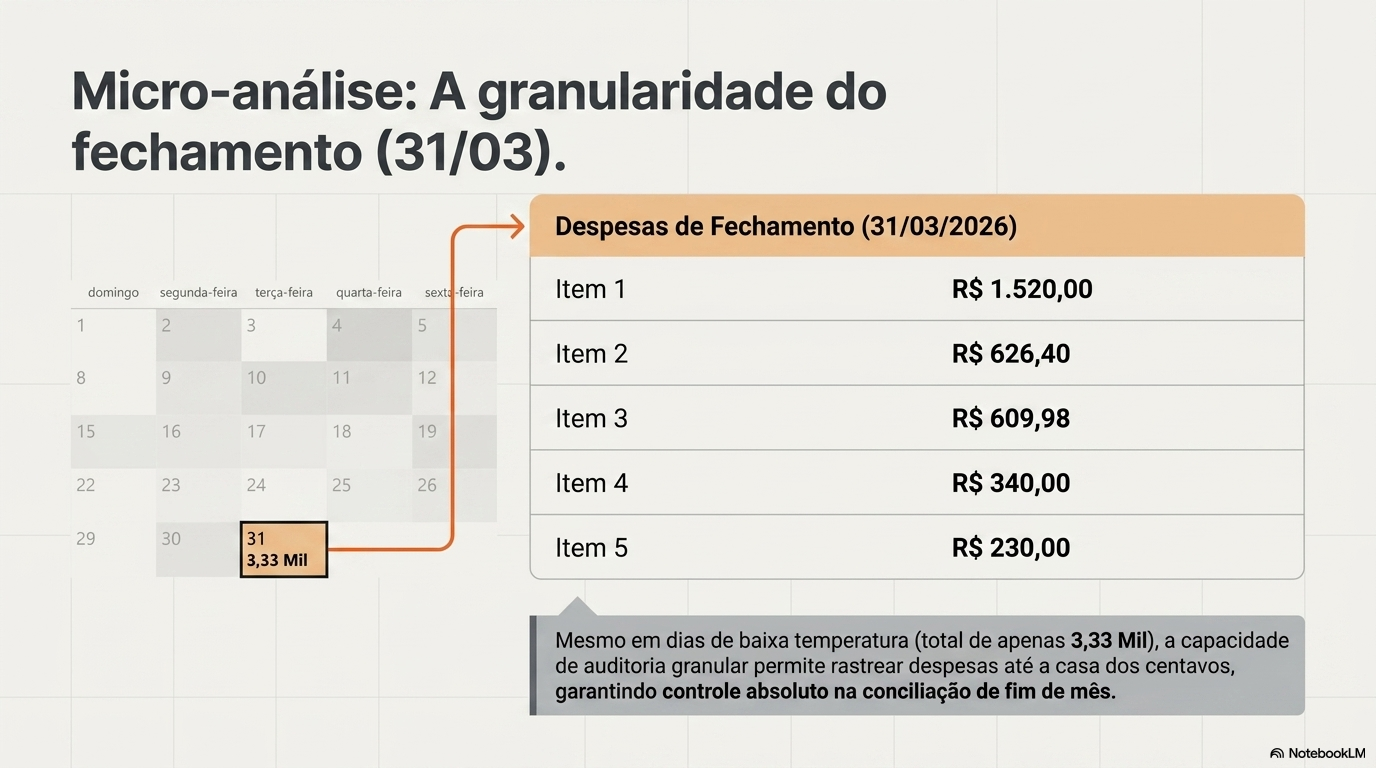 Micro-análise: A granularidade do
fechamento (31/03).
domingo segunda-feira terça-feira quarta-feira sexta-feira
1 2 3 4 5
8 9 10 11 12
15 16 17 18 19
22 23 24 25 26
29 30 31
3,33 Mil
Despesas de Fechamento (31/03/2026)
Item 1 R$ 1.520,00
Item 2 R$ 626,40
Item 3 R$ 609,98
Item 4 R$ 340,00
Item 5 R$ 230,00
Mesmo em dias de baixa temperatura (total de apenas 3,33 Mil), a capacidade
de auditoria granular permite rastrear despesas até a casa dos centavos,
garantindo controle absoluto na conciliação de fim de mês.
NotebookLM